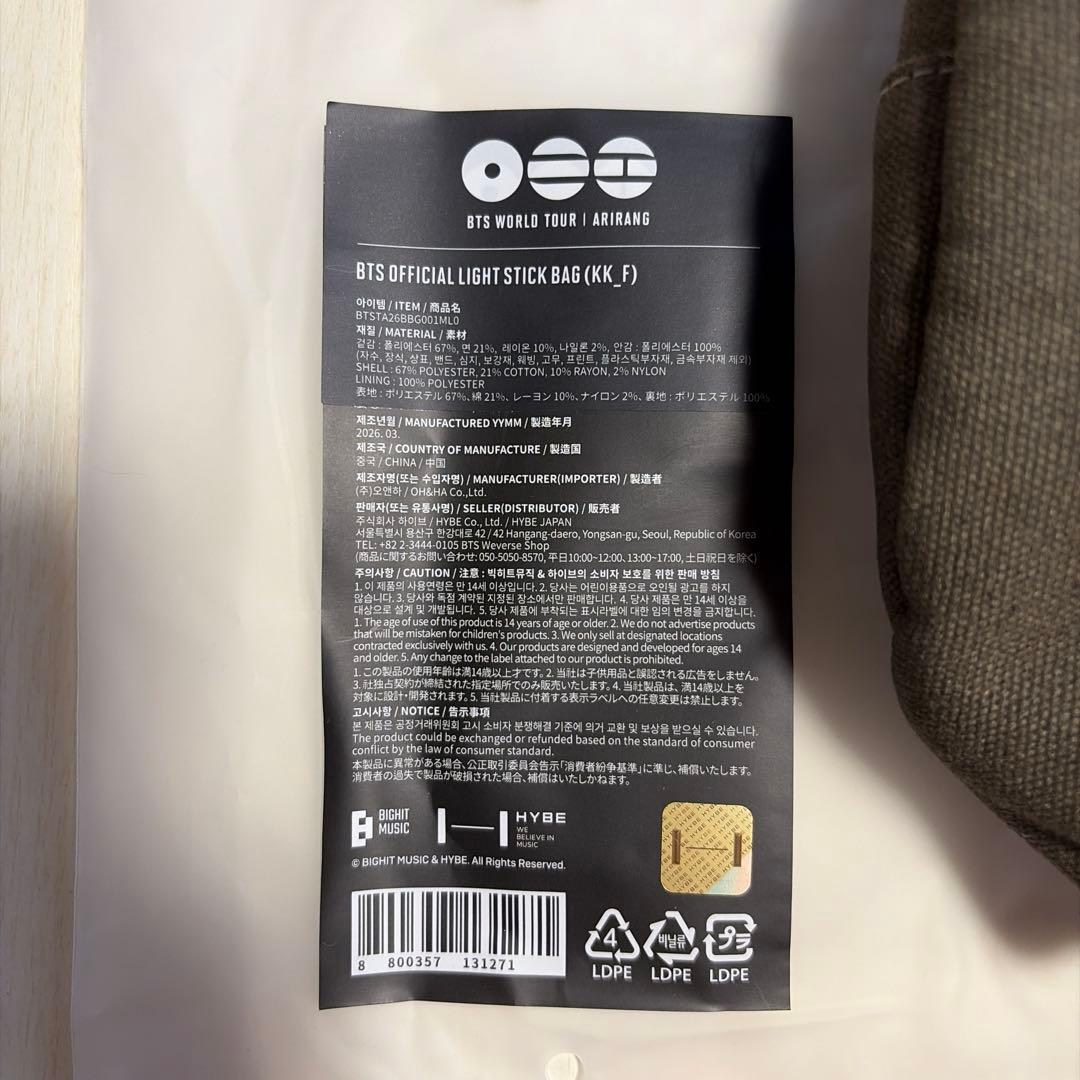 BTS WORLD TOUR | ARIRANG
BTS OFFICIAL LIGHT STICK BAG (KK_F)
아이템 / ITEM / 商品名
BTSTA26BBG001ML0
재질 / MATERIAL / 素材
겉감 : 폴리에스터 67%, 면 21%, 레이온 10%, 나일론 2%, 안감 : 폴리에스터 100%
(자수, 장식, 상표, 밴드, 심지, 보강재, 웨빙, 고무, 프린트, 플라스틱부자재, 금속부자재 제외)
SHELL : 67% POLYESTER, 21% COTTON, 10% RAYON, 2% NYLON
LINING : 100% POLYESTER
表地 : ポリエステル 67%、綿 21%、レーヨン 10%、ナイロン 2%、裏地 : ポリエステル 100%
제조년월 / MANUFACTURED YYMM / 製造年月
2026. 03.
제조국 / COUNTRY OF MANUFACTURE / 製造国
중국 / CHINA / 中国
제조자명(또는 수입자명) / MANUFACTURER(IMPORTER) / 製造者
(주)오앤하 / OH&HA Co.,Ltd.
판매자(또는 유통사명) / SELLER(DISTRIBUTOR) / 販売者
주식회사 하이브 / HYBE Co., Ltd. / HYBE JAPAN
서울특별시 용산구 한강대로 42 / 42 Hangang-daero, Yongsan-gu, Seoul, Republic of Korea
TEL: +82 2-3444-0105 BTS Weverse Shop
(商品に関するお問い合わせ: 050-5050-8570, 平日10:00~12:00、13:00~17:00, 土日祝日を除く)
주의사항 / CAUTION / 注意 : 빅히트뮤직 & 하이브의 소비자 보호를 위한 판매 방침
1. 이 제품의 사용연령은 만 14세 이상입니다. 2. 당사는 어린이용품으로 오인될 광고를 하지
않습니다. 3. 당사와 독점 계약된 지정된 장소에서만 판매합니다. 4. 당사 제품은 만 14세 이상을
대상으로 설계 및 개발됩니다. 5. 당사 제품에 부착되는 표시라벨에 대한 임의 변경을 금지합니다.
1. The age of use of this product is 14 years of age or older. 2. We do not advertise products
that will be mistaken for children's products. 3. We only sell at designated locations
contracted exclusively with us. 4. Our products are designed and developed for ages 14
and older. 5. Any change to the label attached to our product is prohibited.
1. この製品の使用年齢は満14歳以上才です。2. 当社は子供用品と誤認される広告をしません。
3. 社独占契約が締結された指定場所でのみ販売いたします。4. 当社製品は、満14歳以上を
対象に設計・開発されます。5. 当社製品に付着する表示ラベルへの任意変更は禁止します。
고시사항 / NOTICE / 告示事項
본 제품은 공정거래위원회 고시 소비자 분쟁해결 기준에 의거 교환 및 보상을 받으실 수 있습니다.
The product could be exchanged or refunded based on the standard of consumer
conflict by the law of consumer standard.
本製品に異常がある場合、公正取引委員会告示「消費者紛争基準」に準じ、補償いたします。
消費者の過失で製品が破損された場合、補償はいたしかねます。
BIGHIT
MUSIC
HYBE
WE
BELIEVE IN
MUSIC
© BIGHIT MUSIC & HYBE. All Rights Reserved.
8 800357 131271
4
LDPE
비닐류
LDPE
プラ
LDPE